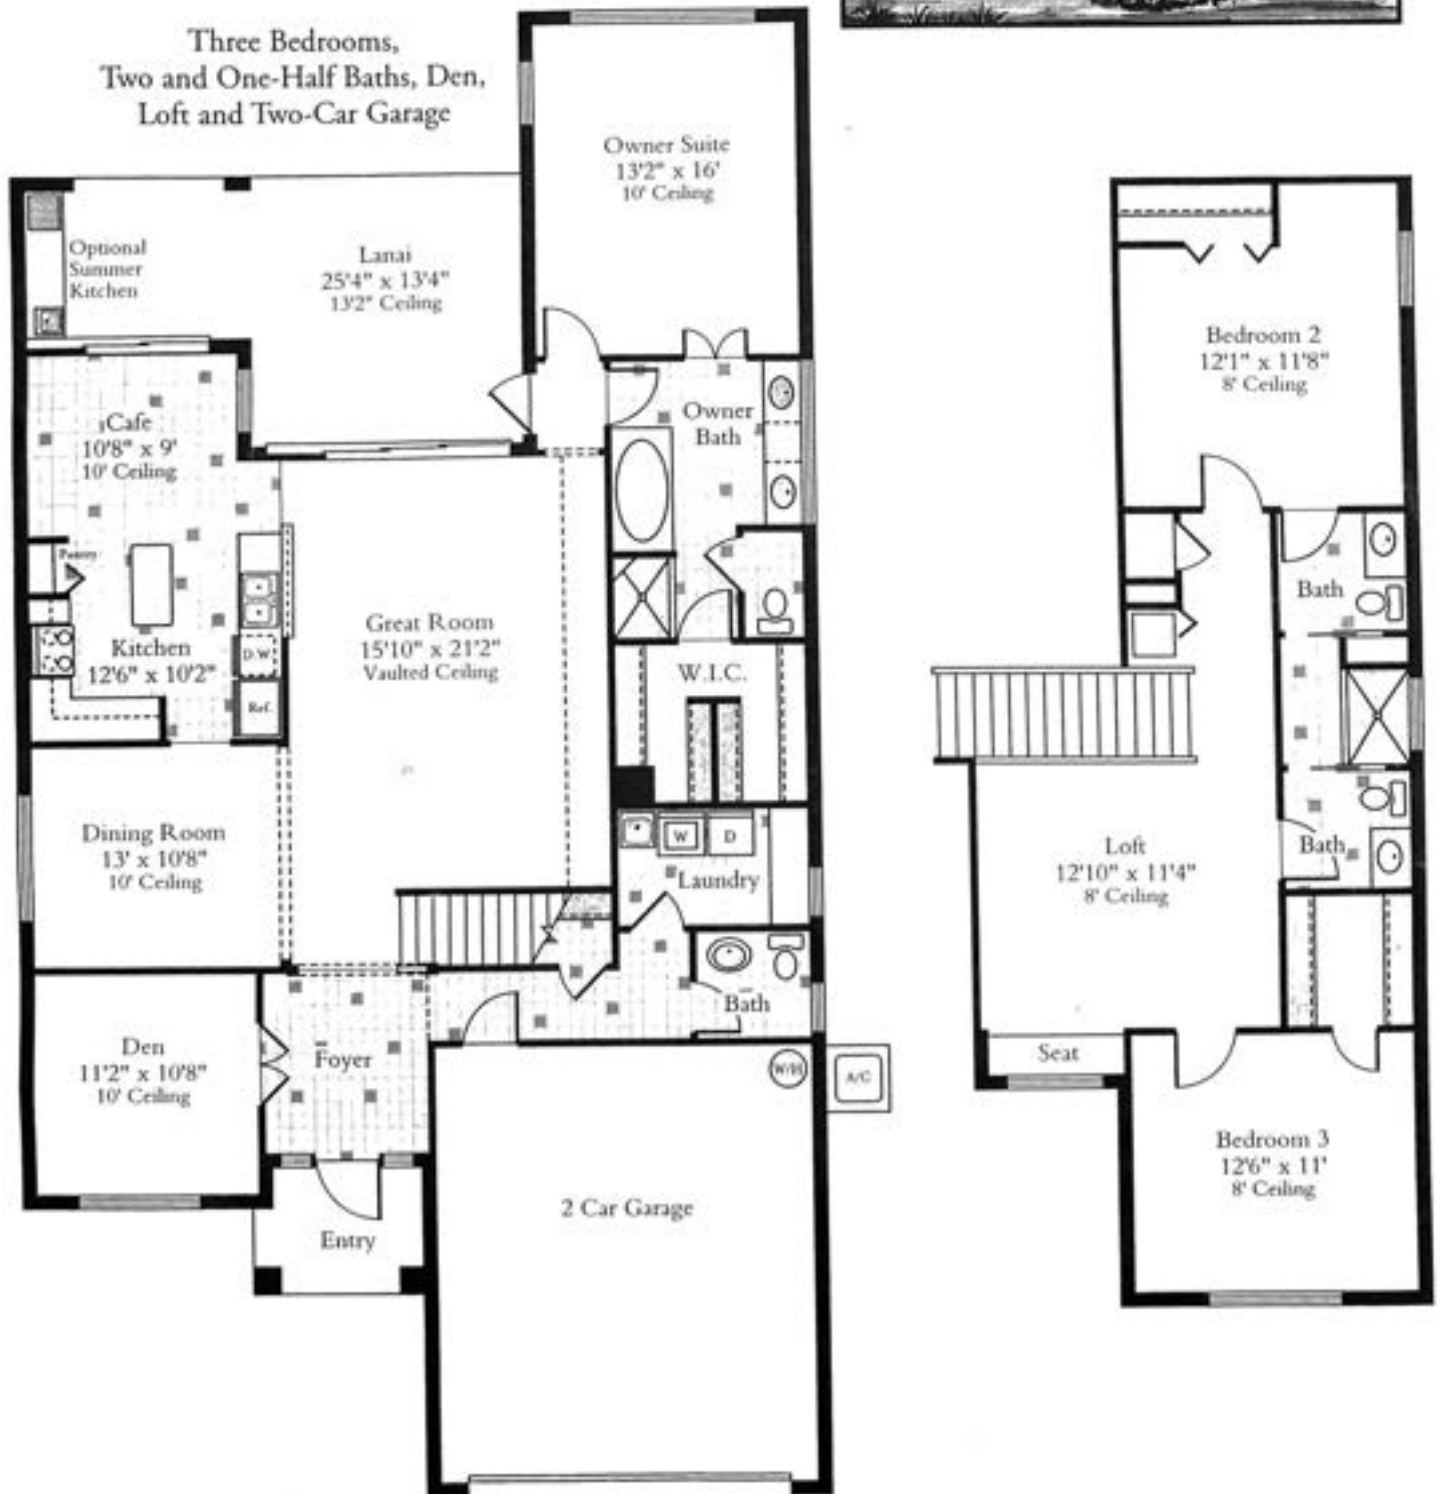 Three Bedrooms,
Two and One-Half Baths, Den,
Loft and Two-Car Garage
Owner Suite
13'2" x 16'
10' Ceiling
Optional
Summer
Kitchen
Lanai
25'4" x 13'4"
13'2" Ceiling
Cafe
10'8" x 9'
10' Ceiling
Owner
Bath
Pantry
Kitchen
12'6" x 10'2"
D.W
Ref.
Great Room
15'10" x 21'2"
Vaulted Ceiling
W.I.C.
Dining Room
13' x 10'8"
10' Ceiling
W
D
Laundry
Bath
Den
11'2" x 10'8"
10' Ceiling
Foyer
W/H
A/C
Entry
2 Car Garage
Bedroom 2
12'1" x 11'8"
8' Ceiling
Bath
Loft
12'10" x 11'4"
8' Ceiling
Bath
Seat
Bedroom 3
12'6" x 11'
8' Ceiling